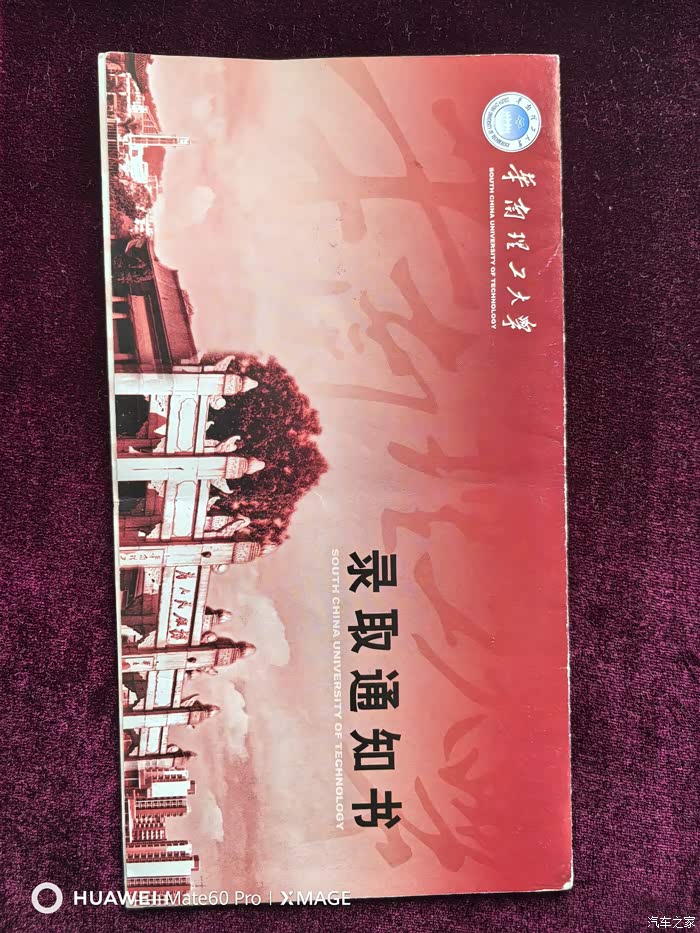 华南理工大学
SOUTH CHINA UNIVERSITY OF TECHNOLOGY
录取通知书
SOUTH CHINA UNIVERSITY OF TECHNOLOGY
HUAWEI Mate60 Pro | XMAGE
汽车之家